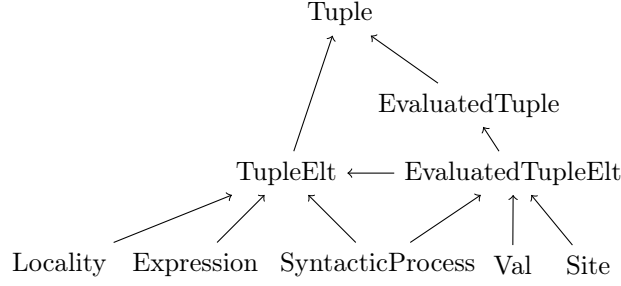 Tuple
EvaluatedTuple
TupleElt EvaluatedTupleElt
Locality Expression SyntacticProcess Val Site